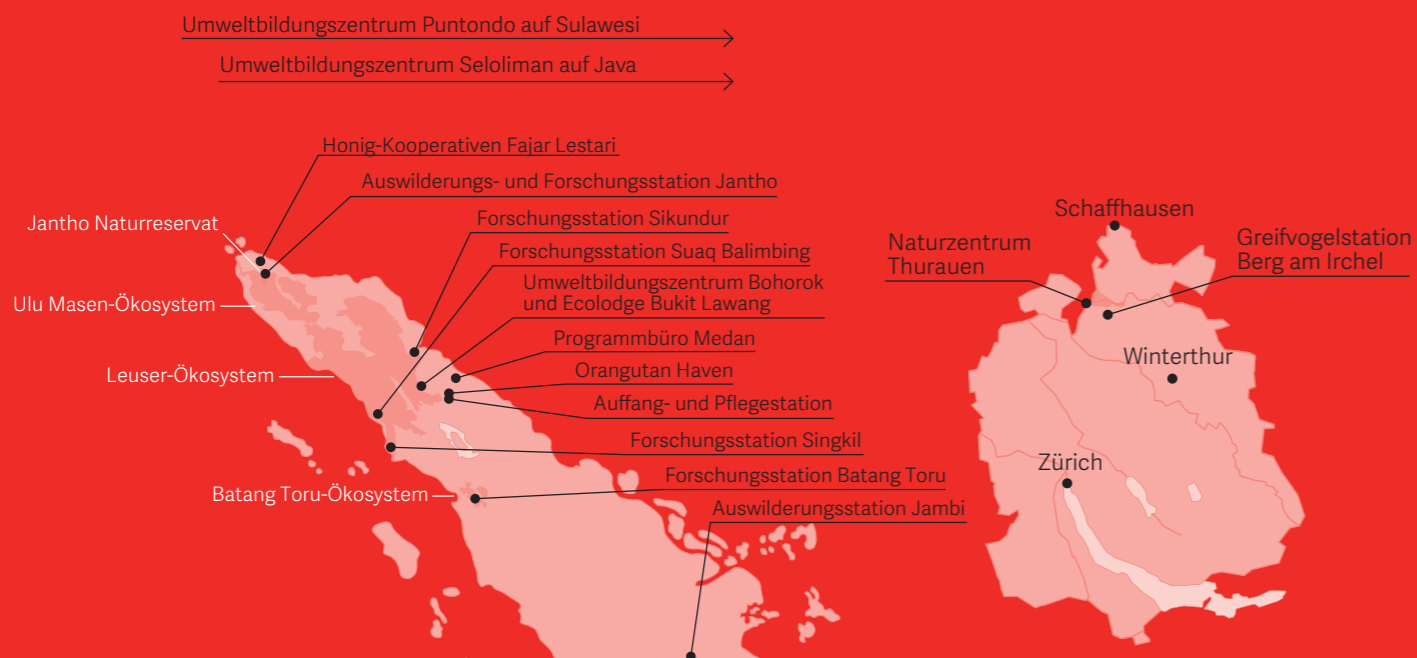 Umweltbildungszentrum Puntondo auf Sulawesi
Umweltbildungszentrum Seloliman auf Java
Honig-Kooperativen Fajar Lestari
Auswilderungs- und Forschungsstation Jantho
Jantho Naturreservat
Forschungsstation Sikundur
Forschungsstation Suaq Balimbing
Umweltbildungszentrum Bohorok
und Ecolodge Bukit Lawang
Ulu Masen-Ökosystem
Programmbüro Medan
Orangutan Haven
Leuser-Ökosystem
Auffang- und Pflegestation
Forschungsstation Singkil
Forschungsstation Batang Toru
Batang Toru-Ökosystem
Auswilderungsstation Jambi
Schaffhausen
Naturzentrum
Thurauen
Greifvogelstation
Berg am Irchel
Winterthur
Zürich